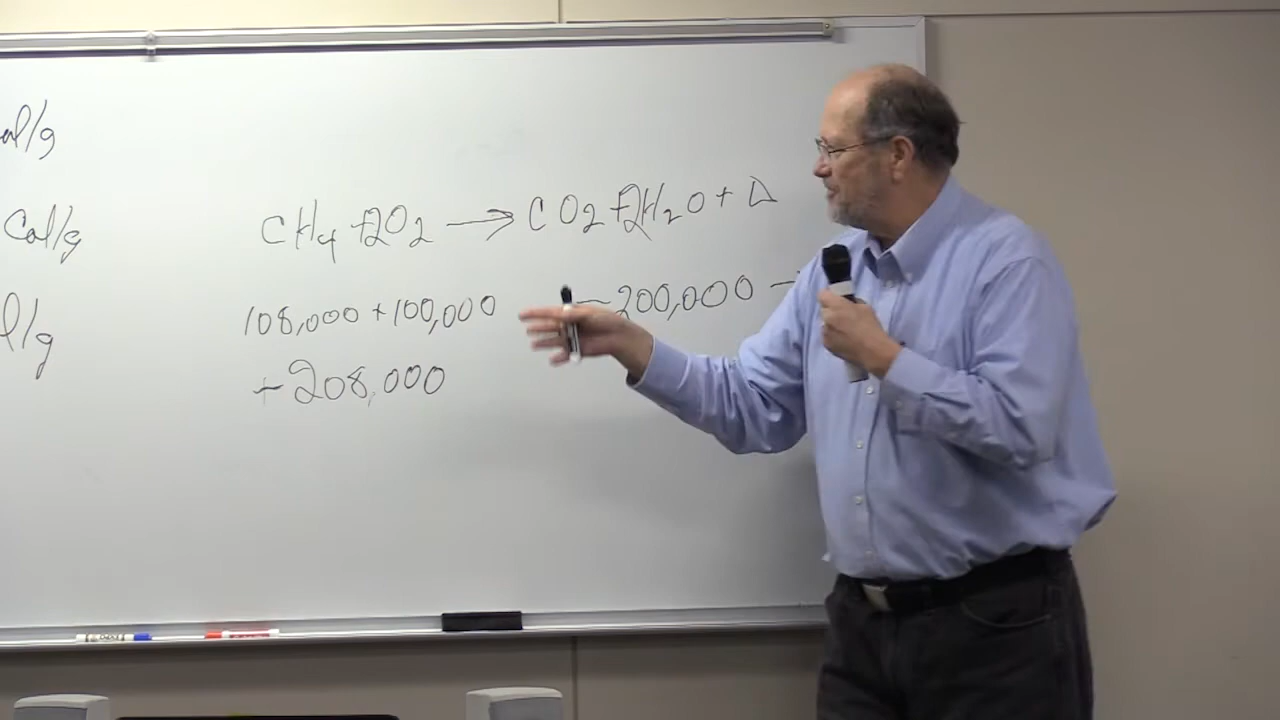 al/g
Cal/g
l/g
CH4 + 2O2 → CO2 + 2H2O + Δ
108,000 + 100,000 – 200,000 –
– 208,000